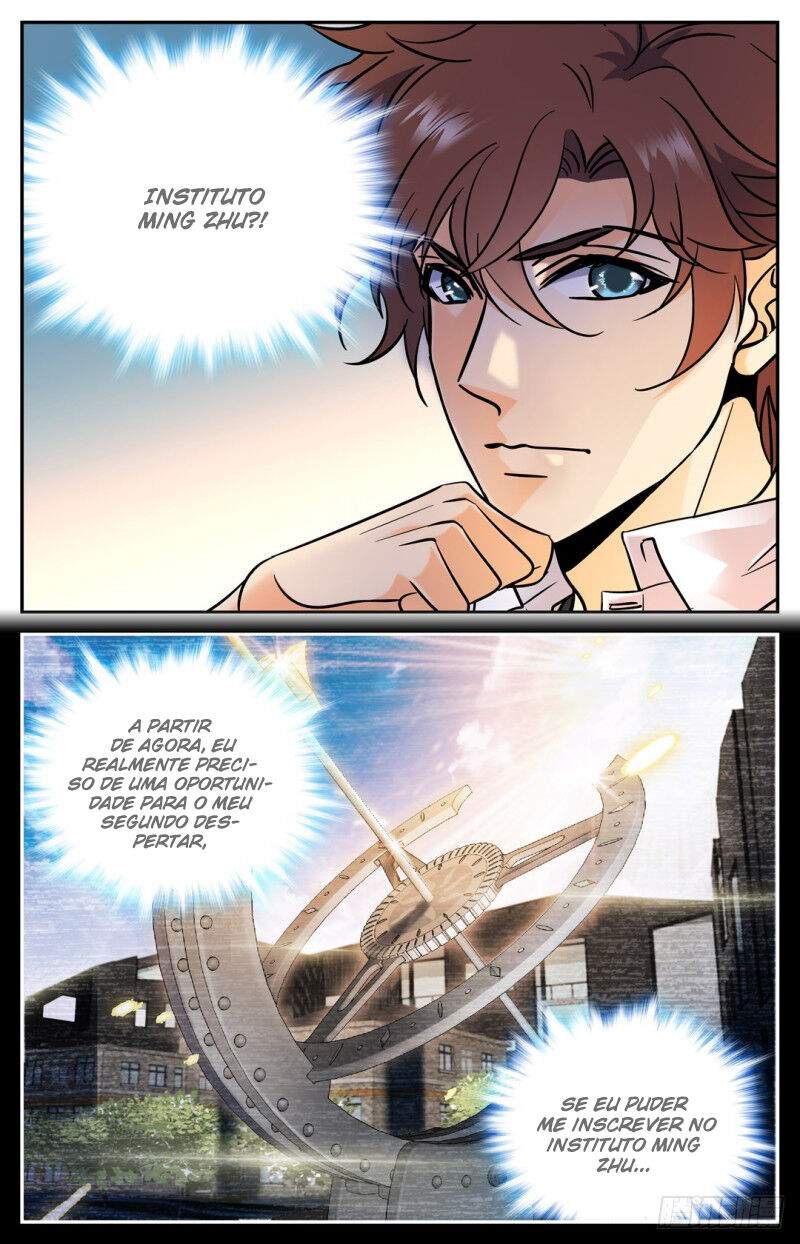 INSTITUTO
MING ZHU?!
A PARTIR
DE AGORA, EU
REALMENTE PRECI-
SO DE UMA OPORTUNI-
DADE PARA O MEU
SEGUNDO DES-
PERTAR,
SE EU PUDER
ME INSCREVER NO
INSTITUTO MING
ZHU...